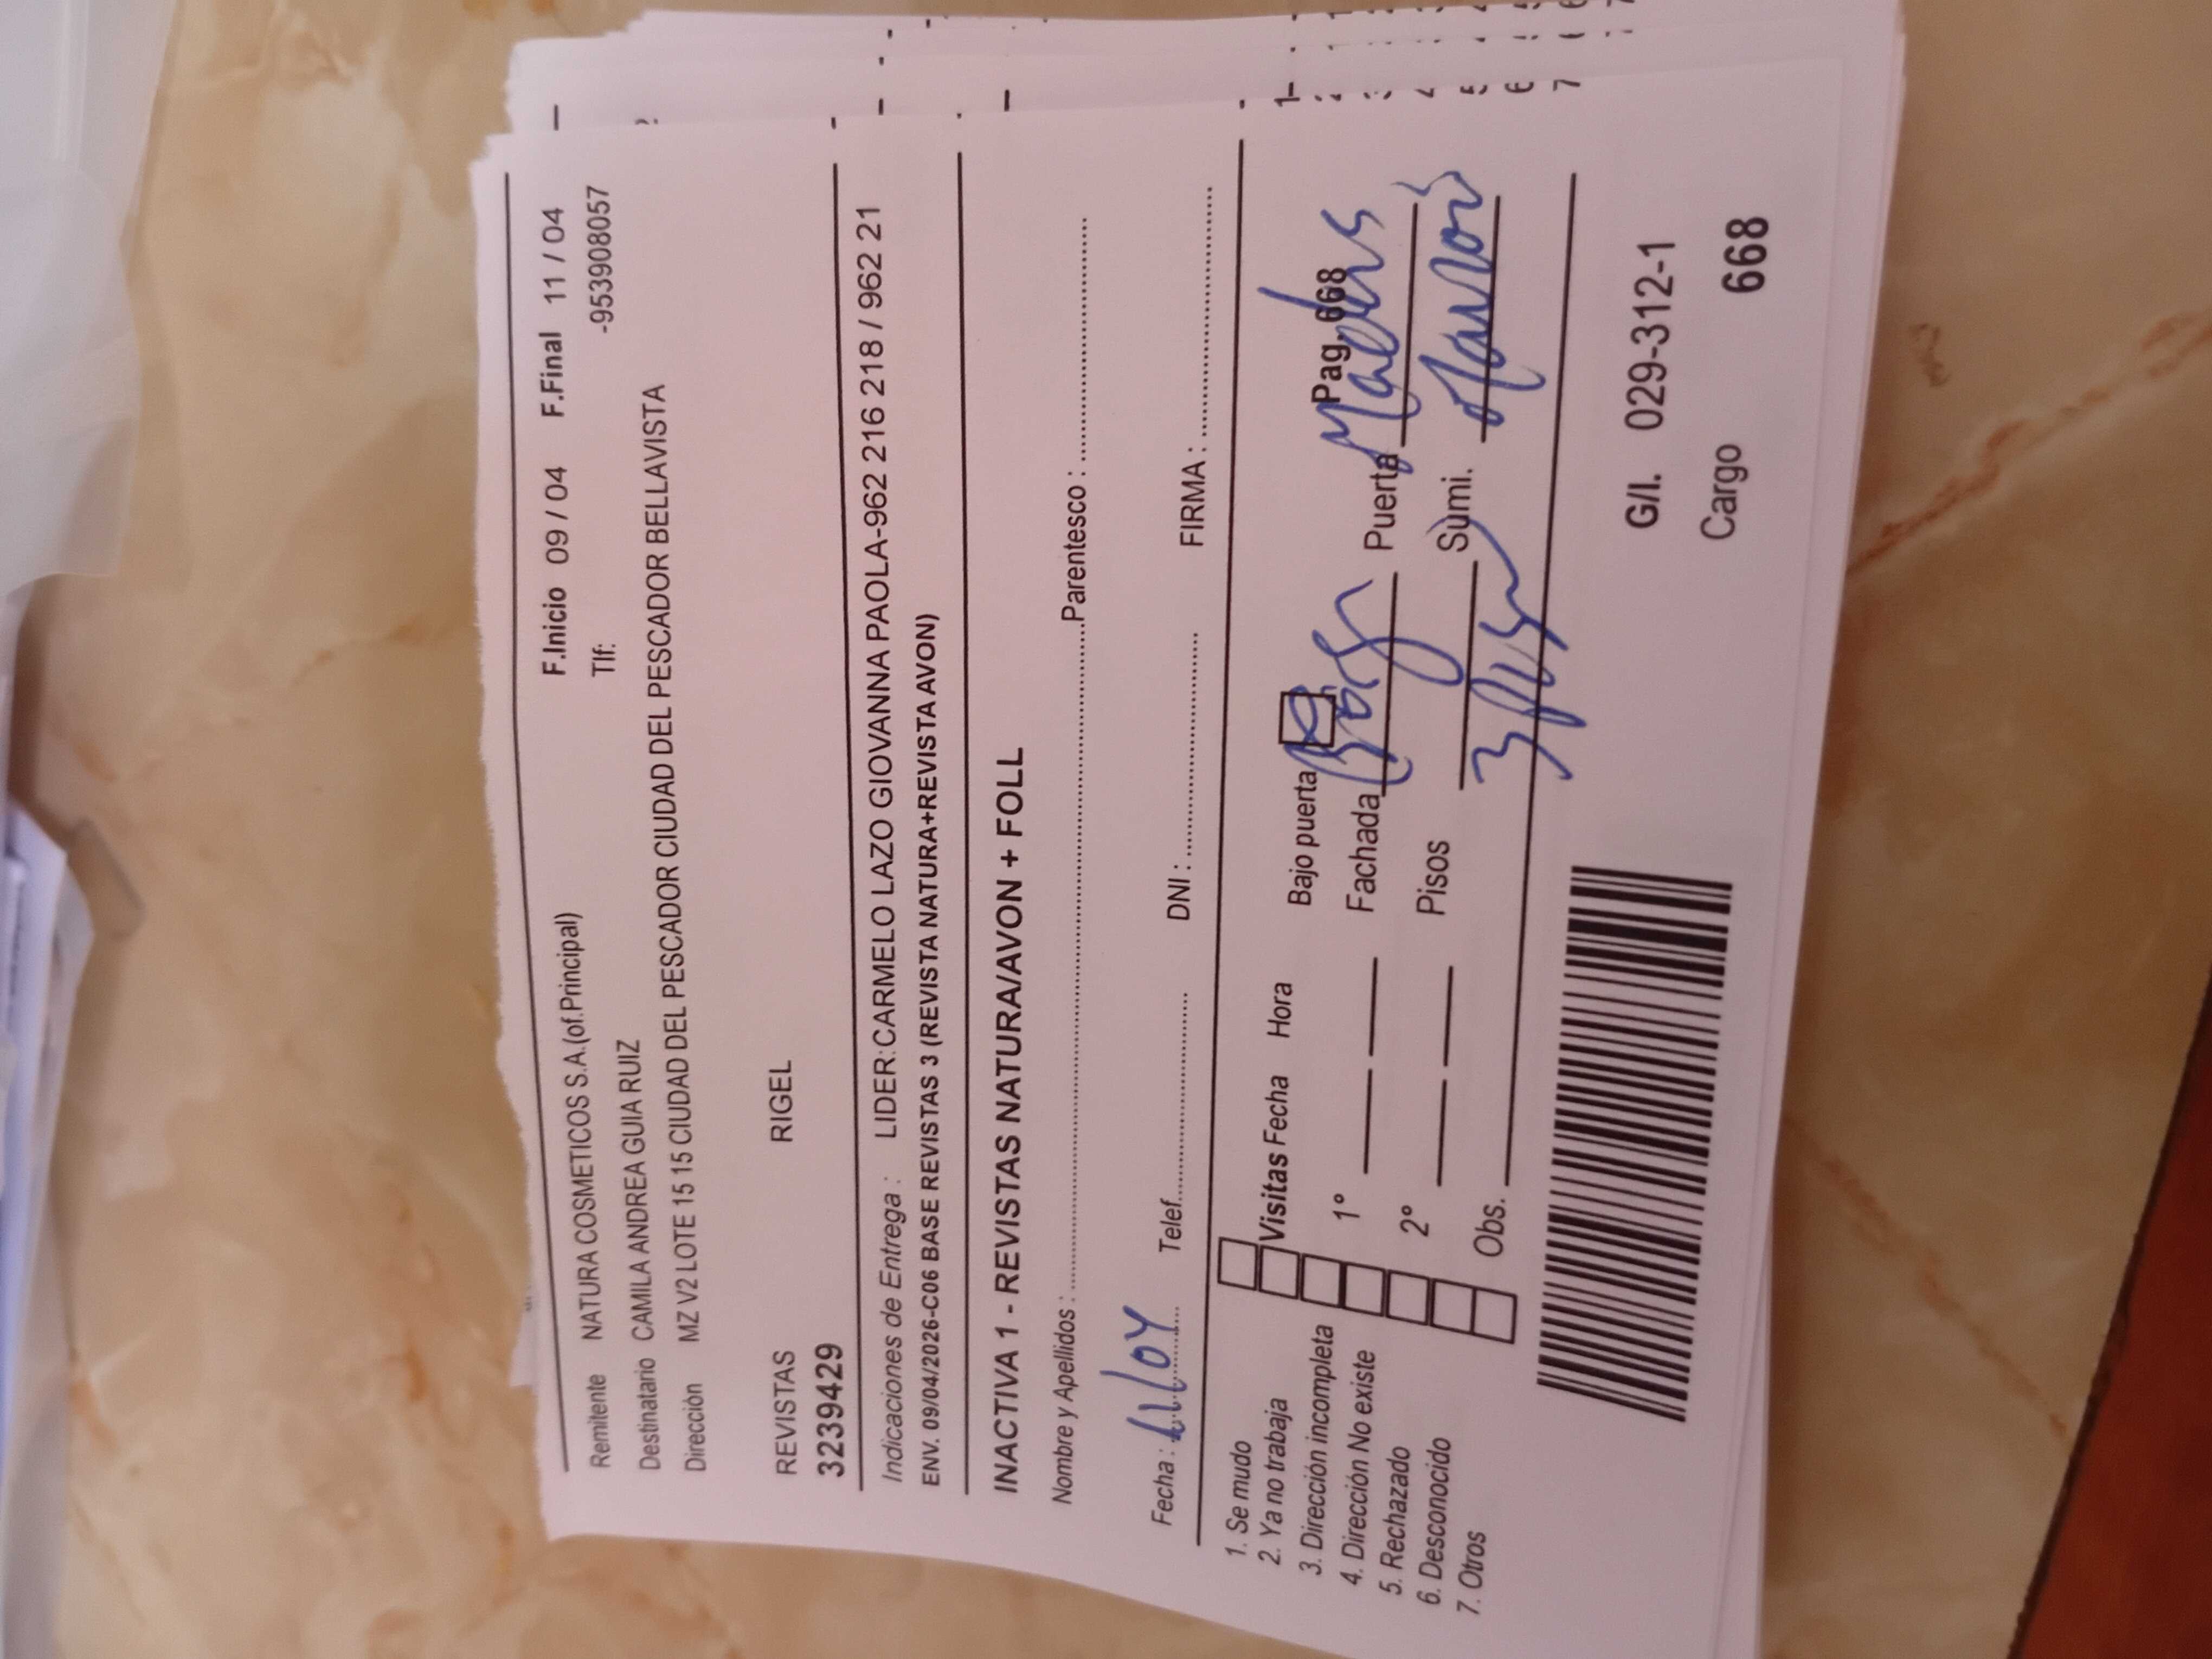 F.Inicio 09 / 04 F.Final 11 / 04
Remitente NATURA COSMETICOS S.A.(of.Principal) Tlf: -953908057
Destinatario CAMILA ANDREA GUIA RUIZ
Dirección MZ V2 LOTE 15 15 CIUDAD DEL PESCADOR CIUDAD DEL PESCADOR BELLAVISTA
REVISTAS RIGEL
3239429
Indicaciones de Entrega : LIDER:CARMELO LAZO GIOVANNA PAOLA-962 216 218 / 962 21
ENV. 09/04/2026-C06 BASE REVISTAS 3 (REVISTA NATURA+REVISTA AVON)
INACTIVA 1 - REVISTAS NATURA/AVON + FOLL
Nombre y Apellidos : Parentesco :
Fecha : 11/04 Telef. DNI : FIRMA :
1. Se mudo
2. Ya no trabaja
3. Dirección incompleta
4. Dirección No existe
5. Rechazado
6. Desconocido
7. Otros
Visitas Fecha Hora Bajo puerta Pag. 668
1° Fachada Beige Puerta
2° Pisos Sumi. Marron
Obs.
G/I. 029-312-1
Cargo 668